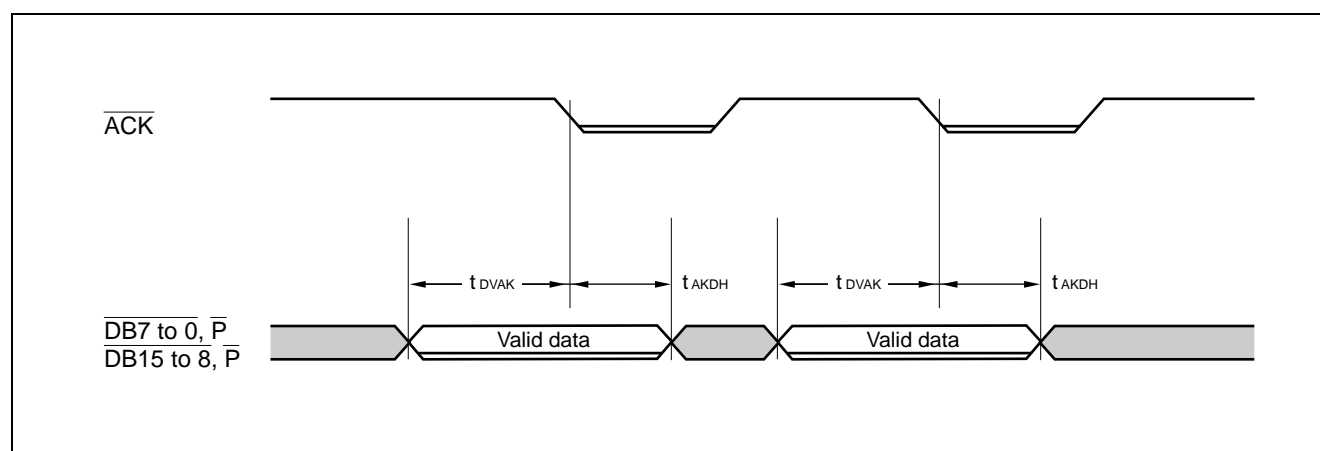 ACK
t DVAK
t AKDH
t DVAK
t AKDH
DB7 to 0, P
DB15 to 8, P
Valid data
Valid data